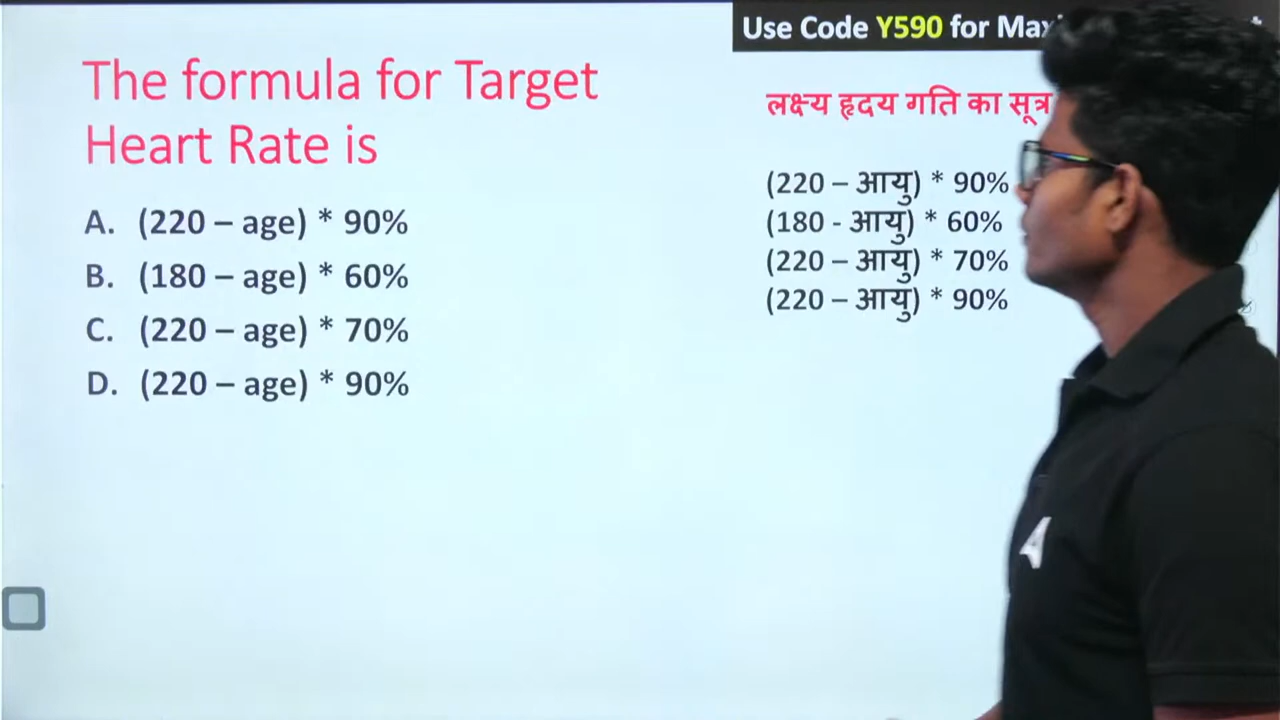 Use Code Y590 for Max
The formula for Target
Heart Rate is
A. (220 – age) * 90%
B. (180 – age) * 60%
C. (220 – age) * 70%
D. (220 – age) * 90%
लक्ष्य हृदय गति का सूत्र
(220 – आयु) * 90%
(180 - आयु) * 60%
(220 – आयु) * 70%
(220 – आयु) * 90%